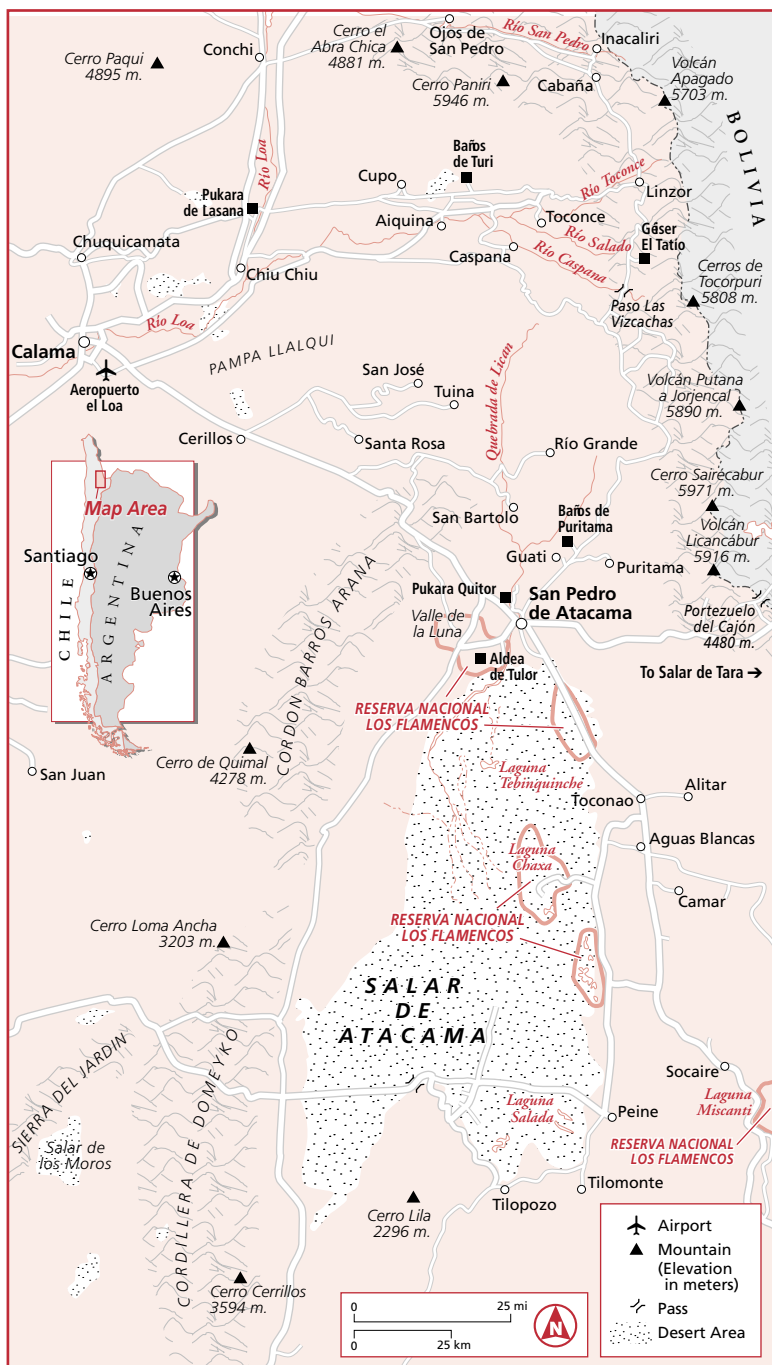 Cerro Paqui
4895 m.
Conchi
Cerro el
Abra Chica
4881 m.
Ojos de
San Pedro
Río San Pedro
Inacaliri
Cerro Paniri
5946 m.
Cabaña
Volcán
Apagado
5703 m.
BOLIVIA
Río Loa
Baños
de Turi
Cupo
Río Toconce
Linzor
Pukara
de Lasana
Aiquina
Toconce
Géiser
El Tatio
Río Salado
Chuquicamata
Caspana
Río Caspana
Chiu Chiu
Cerros de
Tocorpuri
5808 m.
Paso Las
Vizcachas
Río Loa
Calama
PAMPA LLALQUI
Aeropuerto
el Loa
San José
Tuina
Quebrada de Lican
Volcán Putana
a Jorjencal
5890 m.
Cerillos
Santa Rosa
Río Grande
Cerro Sairécabur
5971 m.
San Bartolo
Baños de
Puritama
Volcán
Licancábur
5916 m.
Guati
Puritama
Map Area
Santiago
Buenos
Aires
CHILE
ARGENTINA
Pukara Quitor
San Pedro
de Atacama
Valle de
la Luna
Portezuelo
del Cajón
4480 m.
Aldea
de Tulor
To Salar de Tara →
CORDON BARROS ARANA
RESERVA NACIONAL
LOS FLAMENCOS
Cerro de Quimal
4278 m.
San Juan
Laguna
Tebinquinche
Toconao
Alitar
Aguas Blancas
Laguna
Chaxa
Camar
RESERVA NACIONAL
LOS FLAMENCOS
Cerro Loma Ancha
3203 m.
SALAR
DE
ATACAMA
SIERRA DEL JARDIN
CORDILLERA DE DOMEYKO
Socaire
Laguna
Miscanti
Laguna
Salada
Peine
RESERVA NACIONAL
LOS FLAMENCOS
Salar de
los Moros
Tilomonte
Tilopozo
Cerro Lila
2296 m.
Cerro Cerrillos
3594 m.
0 25 mi
0 25 km
N
Airport
Mountain
(Elevation
in meters)
Pass
Desert Area